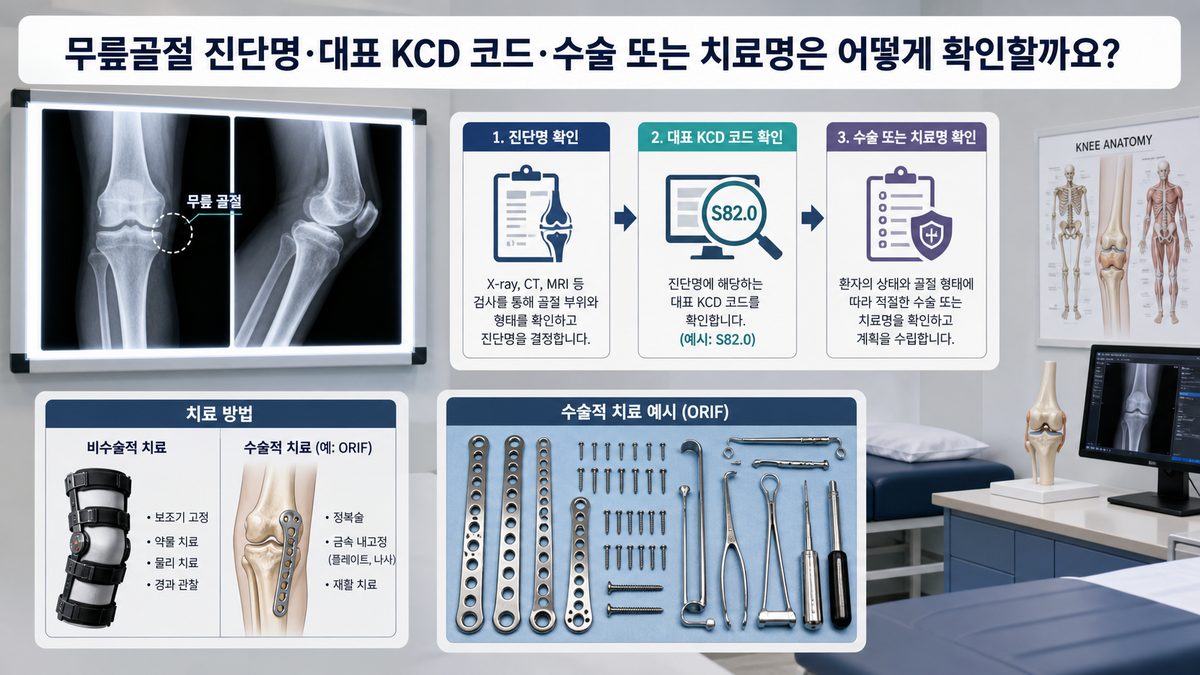 무릎골절 진단명·대표 KCD 코드·수술 또는 치료명은 어떻게 확인할까요?
무릎 골절
1. 진단명 확인
X-ray, CT, MRI 등
검사를 통해 골절 부위와
형태를 확인하고
진단명을 결정합니다.
2. 대표 KCD 코드 확인
S82.0
진단명에 해당하는
대표 KCD 코드를
확인합니다.
(예시: S82.0)
3. 수술 또는 치료명 확인
환자의 상태와 골절 형태에
따라 적절한 수술 또는
치료명을 확인하고
계획을 수립합니다.
KNEE ANATOMY
치료 방법
비수술적 치료
• 보조기 고정
• 약물 치료
• 물리 치료
• 경과 관찰
수술적 치료 (예: ORIF)
• 정복술
• 금속 내고정
(플레이트, 나사)
• 재활 치료
수술적 치료 예시 (ORIF)